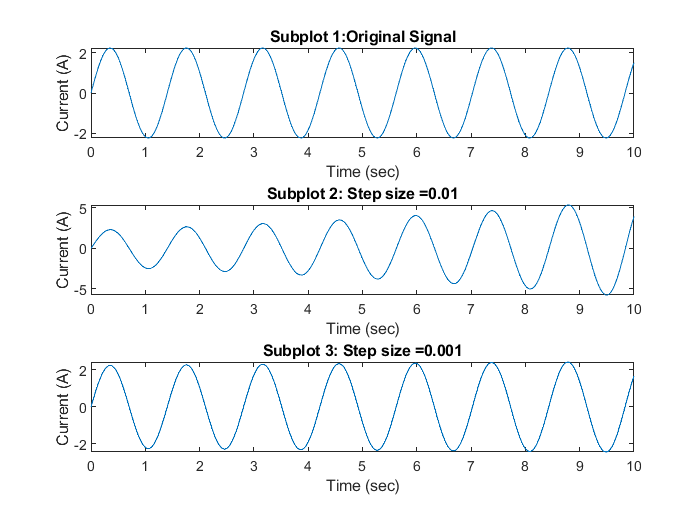 Subplot 1:Original Signal
Current (A)
2
0
-2
0 1 2 3 4 5 6 7 8 9 10
Time (sec)
Subplot 2: Step size =0.01
Current (A)
5
0
-5
0 1 2 3 4 5 6 7 8 9 10
Time (sec)
Subplot 3: Step size =0.001
Current (A)
2
0
-2
0 1 2 3 4 5 6 7 8 9 10
Time (sec)